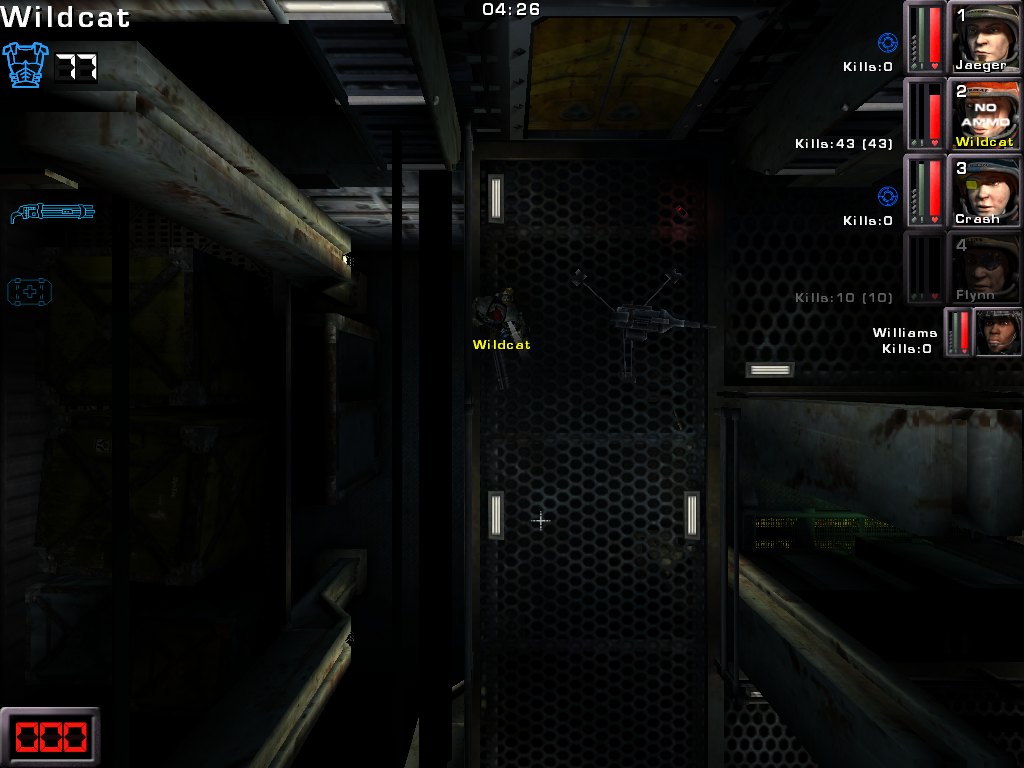 Wildcat
04:26
77
1
Kills:0
Jaeger
2
NO
AMMO
Kills:43 (43)
Wildcat
3
Kills:0
Crash
4
Kills:10 (10)
Flynn
Williams
Kills:0
Wildcat
000